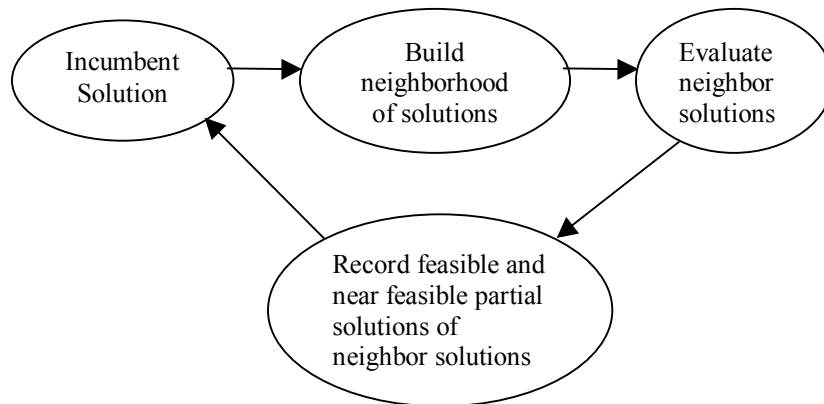 Incumbent
Solution
Build
neighborhood
of solutions
Evaluate
neighbor
solutions
Record feasible and
near feasible partial
solutions of
neighbor solutions